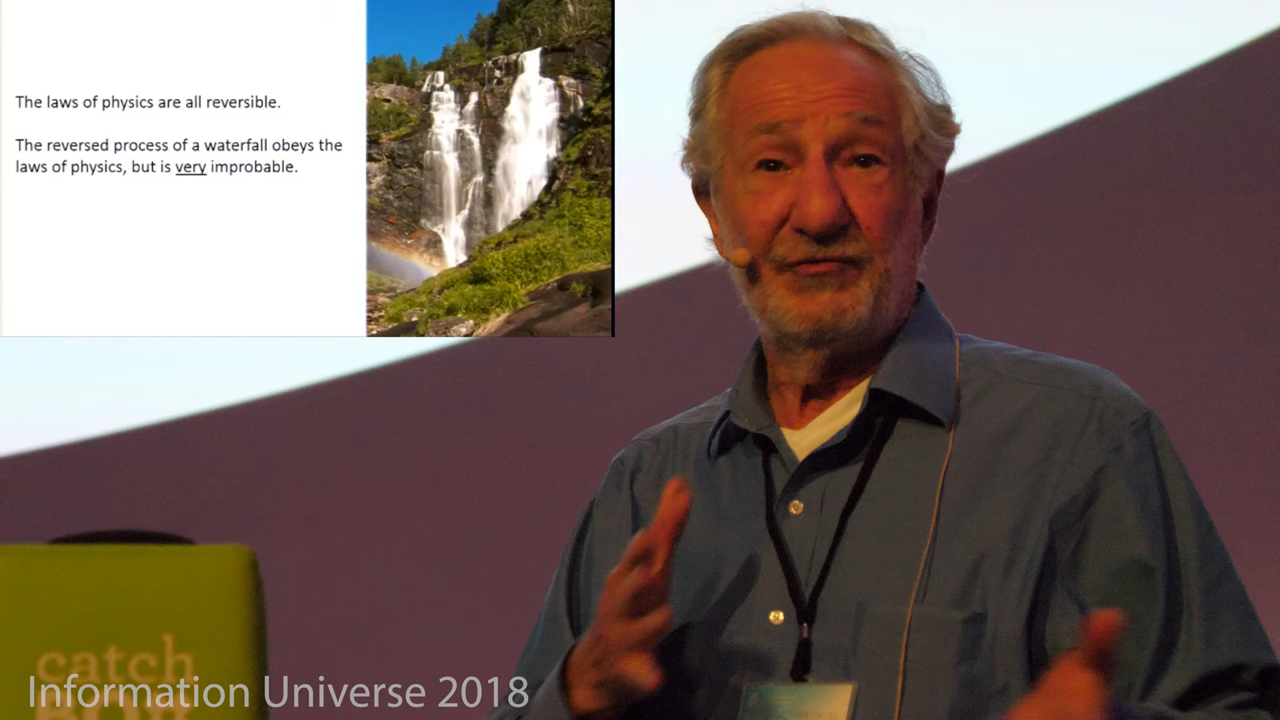 The laws of physics are all reversible.
The reversed process of a waterfall obeys the
laws of physics, but is very improbable.
catch
Information Universe 2018